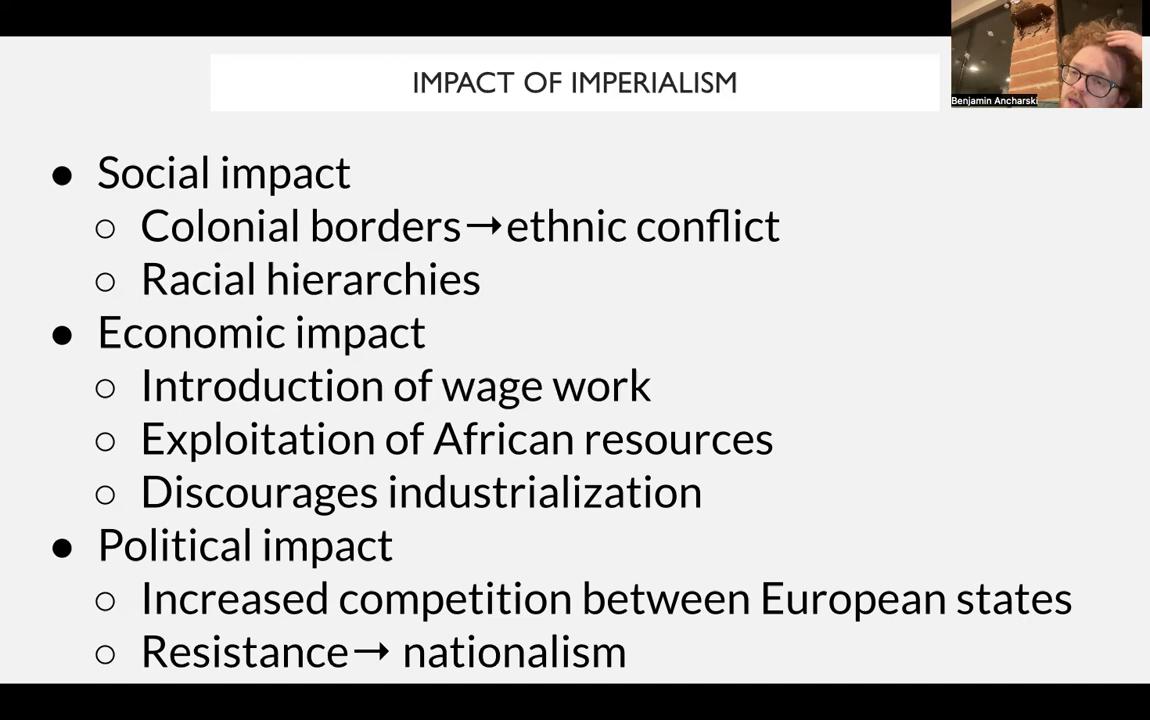 IMPACT OF IMPERIALISM
Benjamin Ancharski
● Social impact
○ Colonial borders→ethnic conflict
○ Racial hierarchies
● Economic impact
○ Introduction of wage work
○ Exploitation of African resources
○ Discourages industrialization
● Political impact
○ Increased competition between European states
○ Resistance→ nationalism